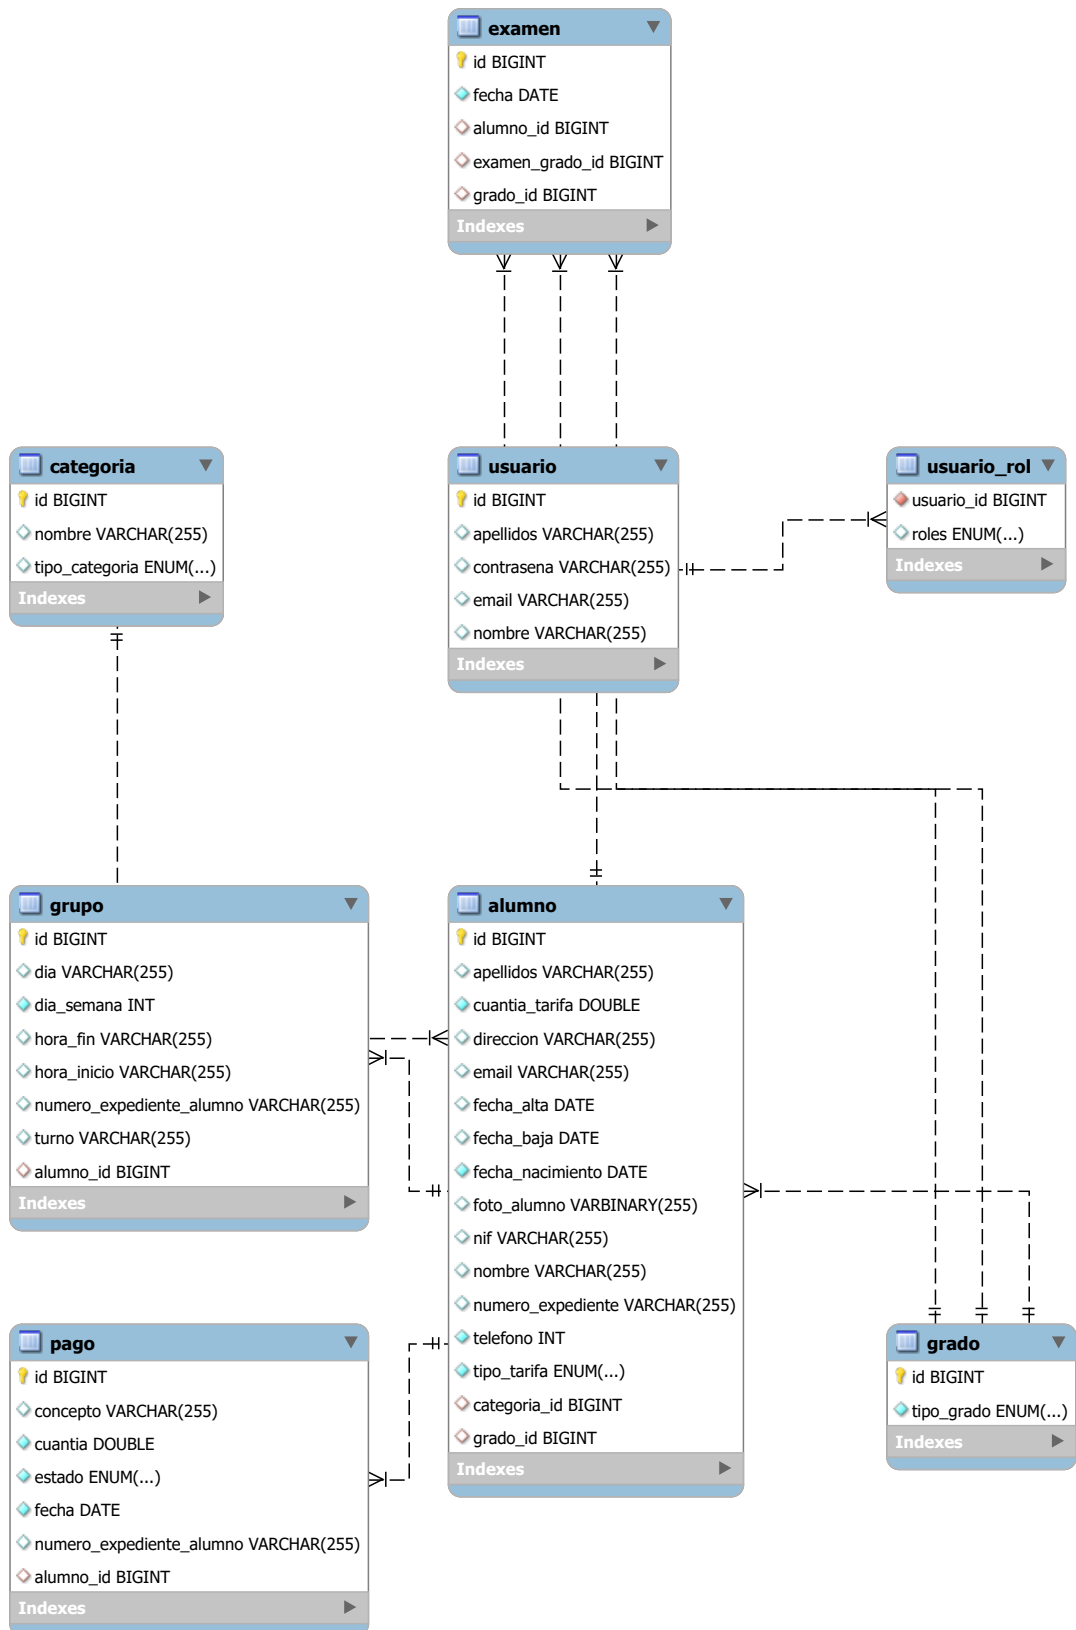 examen
id BIGINT
fecha DATE
alumno_id BIGINT
examen_grado_id BIGINT
grado_id BIGINT
Indexes
categoria
id BIGINT
nombre VARCHAR(255)
tipo_categoria ENUM(...)
Indexes
usuario
id BIGINT
apellidos VARCHAR(255)
contrasena VARCHAR(255)
email VARCHAR(255)
nombre VARCHAR(255)
Indexes
usuario_rol
usuario_id BIGINT
roles ENUM(...)
Indexes
grupo
id BIGINT
dia VARCHAR(255)
dia_semana INT
hora_fin VARCHAR(255)
hora_inicio VARCHAR(255)
numero_expediente_alumno VARCHAR(255)
turno VARCHAR(255)
alumno_id BIGINT
Indexes
alumno
id BIGINT
apellidos VARCHAR(255)
cuantia_tarifa DOUBLE
direccion VARCHAR(255)
email VARCHAR(255)
fecha_alta DATE
fecha_baja DATE
fecha_nacimiento DATE
foto_alumno VARBINARY(255)
nif VARCHAR(255)
nombre VARCHAR(255)
numero_expediente VARCHAR(255)
telefono INT
tipo_tarifa ENUM(...)
categoria_id BIGINT
grado_id BIGINT
Indexes
pago
id BIGINT
concepto VARCHAR(255)
cuantia DOUBLE
estado ENUM(...)
fecha DATE
numero_expediente_alumno VARCHAR(255)
alumno_id BIGINT
Indexes
grado
id BIGINT
tipo_grado ENUM(...)
Indexes